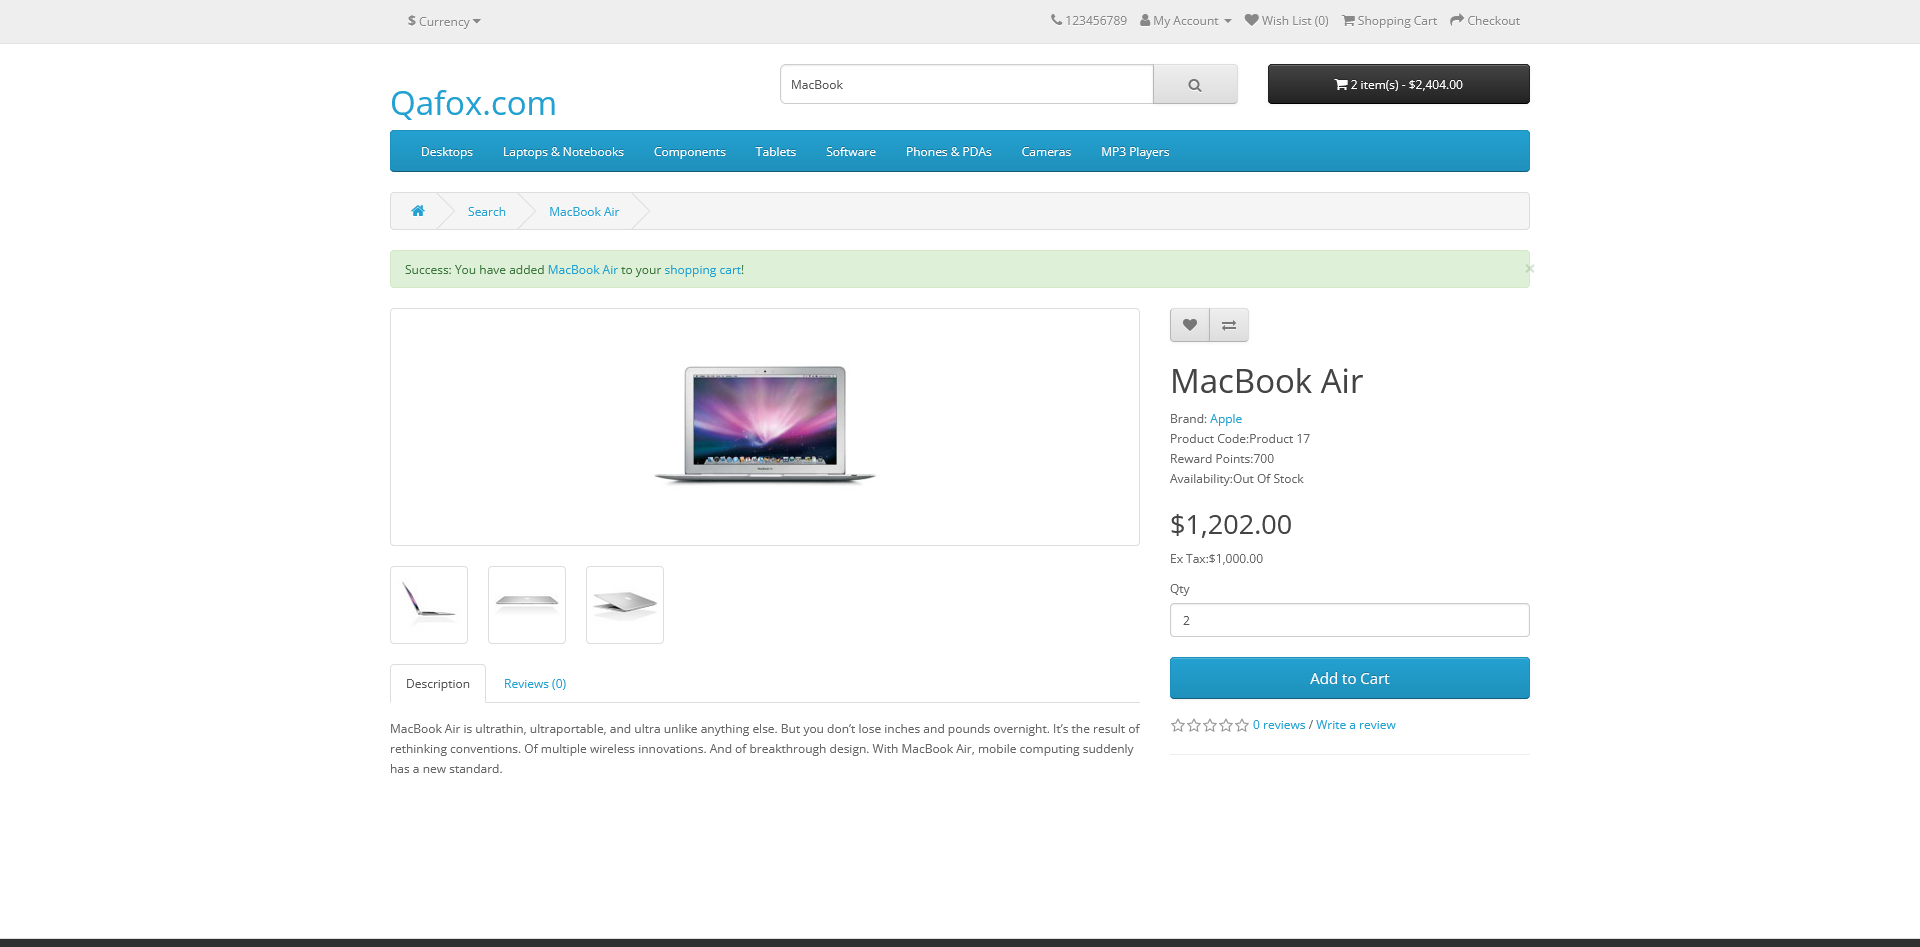 $ Currency
123456789 My Account Wish List (0) Shopping Cart Checkout
Qafox.com
MacBook
2 item(s) - $2,404.00
Desktops Laptops & Notebooks Components Tablets Software Phones & PDAs Cameras MP3 Players
Search MacBook Air
Success: You have added MacBook Air to your shopping cart!
×
MacBook Air
Brand: Apple
Product Code:Product 17
Reward Points:700
Availability:Out Of Stock
$1,202.00
Ex Tax:$1,000.00
Qty
2
Add to Cart
0 reviews / Write a review
Description Reviews (0)
MacBook Air is ultrathin, ultraportable, and ultra unlike anything else. But you don’t lose inches and pounds overnight. It’s the result of
rethinking conventions. Of multiple wireless innovations. And of breakthrough design. With MacBook Air, mobile computing suddenly
has a new standard.